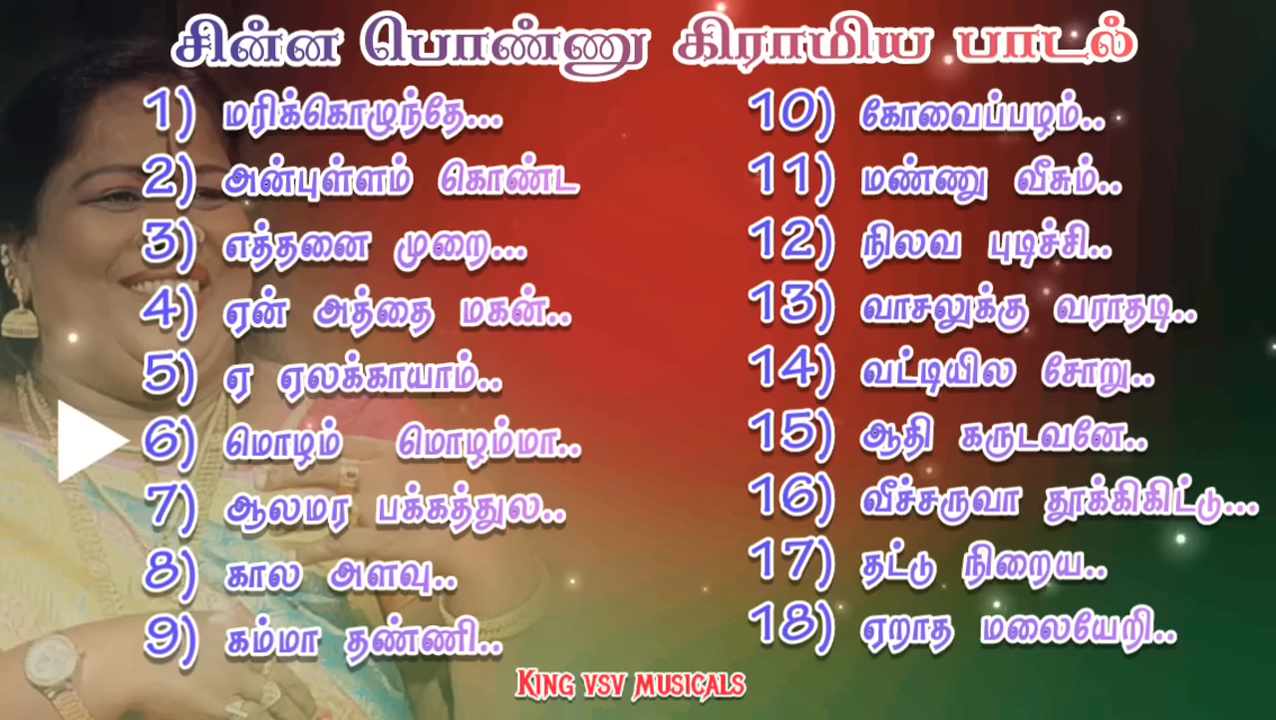 சின்ன பொண்ணு கிராமிய பாடல்
1) மரிக்கொழுந்தே...
2) அன்புள்ளம் கொண்ட
3) எத்தனை முறை...
4) ஏன் அத்தை மகன்..
5) ஏ ஏலக்காயாம்..
6) மொழம் மொழம்மா..
7) ஆலமர பக்கத்துல..
8) கால அளவு..
9) கம்மா தண்ணி..
10) கோவைப்பழம்..
11) மண்ணு வீசும்..
12) நிலவ புடிச்சி..
13) வாசலுக்கு வராதடி..
14) வட்டியில சோறு..
15) ஆதி கருடவனே..
16) வீச்சருவா தூக்கிகிட்டு...
17) தட்டு நிறைய..
18) ஏறாத மலையேறி..
King vsv musicals